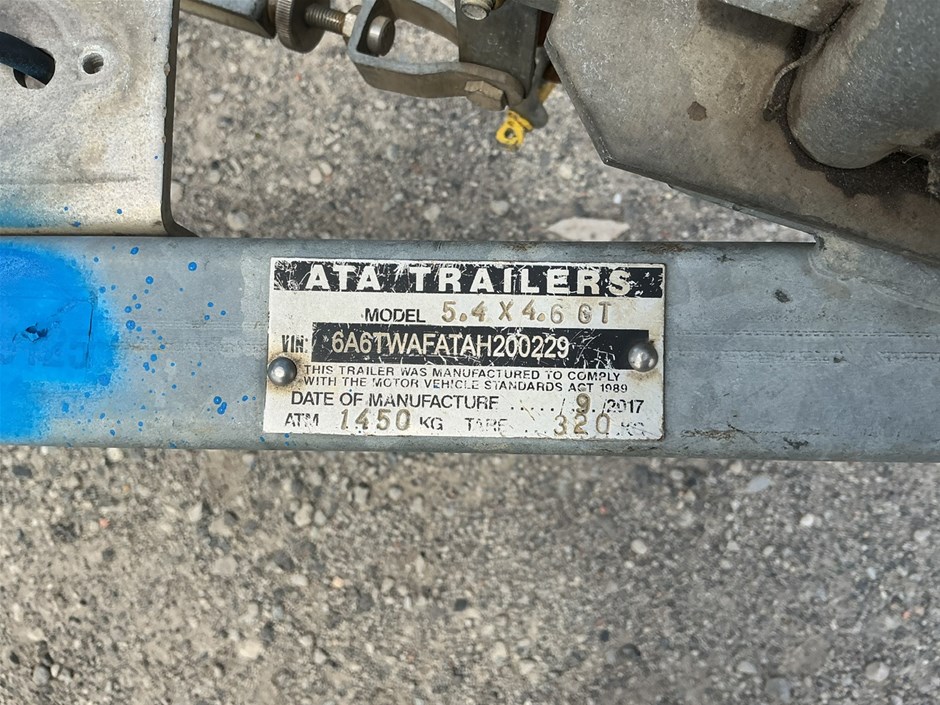 ATA TRAILERS
MODEL 5.4 X 4.6 GT
VIN: 6A6TWAFATAH200229
THIS TRAILER WAS MANUFACTURED TO COMPLY
WITH THE MOTOR VEHICLE STANDARDS ACT 1989
DATE OF MANUFACTURE ...../9./2017
ATM 1450 KG TARE 320 KG